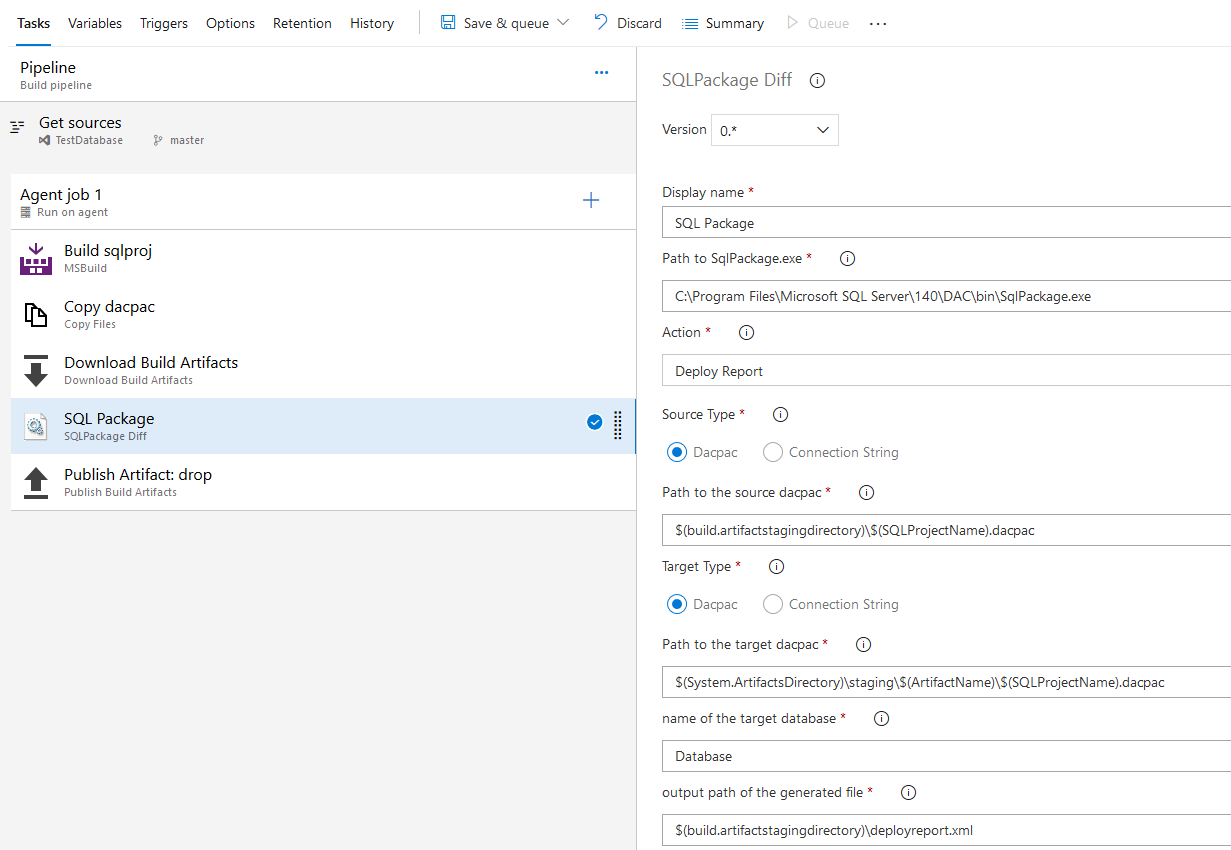 Tasks Variables Triggers Options Retention History Save & queue Discard Summary Queue ...
Pipeline
Build pipeline
Get sources
TestDatabase master
Agent job 1
Run on agent
Build sqlproj
MSBuild
Copy dacpac
Copy Files
Download Build Artifacts
Download Build Artifacts
SQL Package
SQLPackage Diff
Publish Artifact: drop
Publish Build Artifacts
SQLPackage Diff
Version 0.*
Display name *
SQL Package
Path to SqlPackage.exe *
C:\Program Files\Microsoft SQL Server\140\DAC\bin\SqlPackage.exe
Action *
Deploy Report
Source Type *
Dacpac Connection String
Path to the source dacpac *
$(build.artifactstagingdirectory)\$(SQLProjectName).dacpac
Target Type *
Dacpac Connection String
Path to the target dacpac *
$(System.ArtifactsDirectory)\staging\$(ArtifactName)\$(SQLProjectName).dacpac
name of the target database *
Database
output path of the generated file *
$(build.artifactstagingdirectory)\deployreport.xml